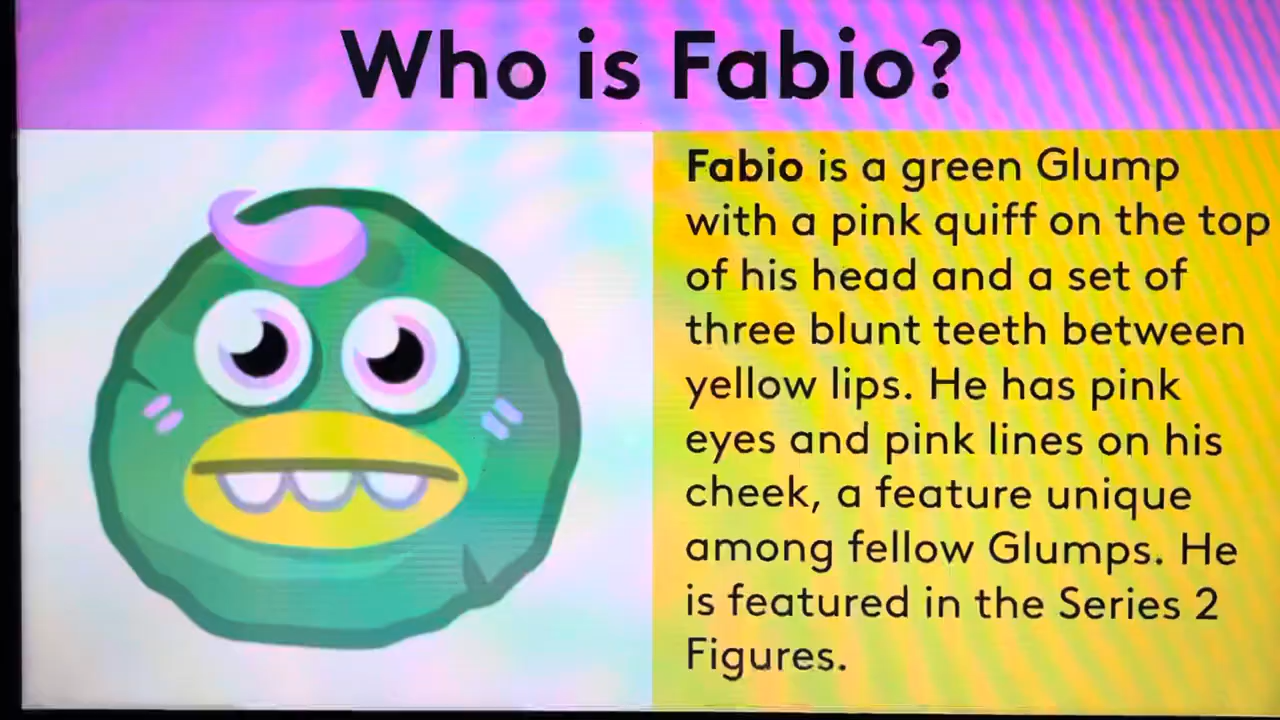 Who is Fabio?
Fabio is a green Glump
with a pink quiff on the top
of his head and a set of
three blunt teeth between
yellow lips. He has pink
eyes and pink lines on his
cheek, a feature unique
among fellow Glumps. He
is featured in the Series 2
Figures.